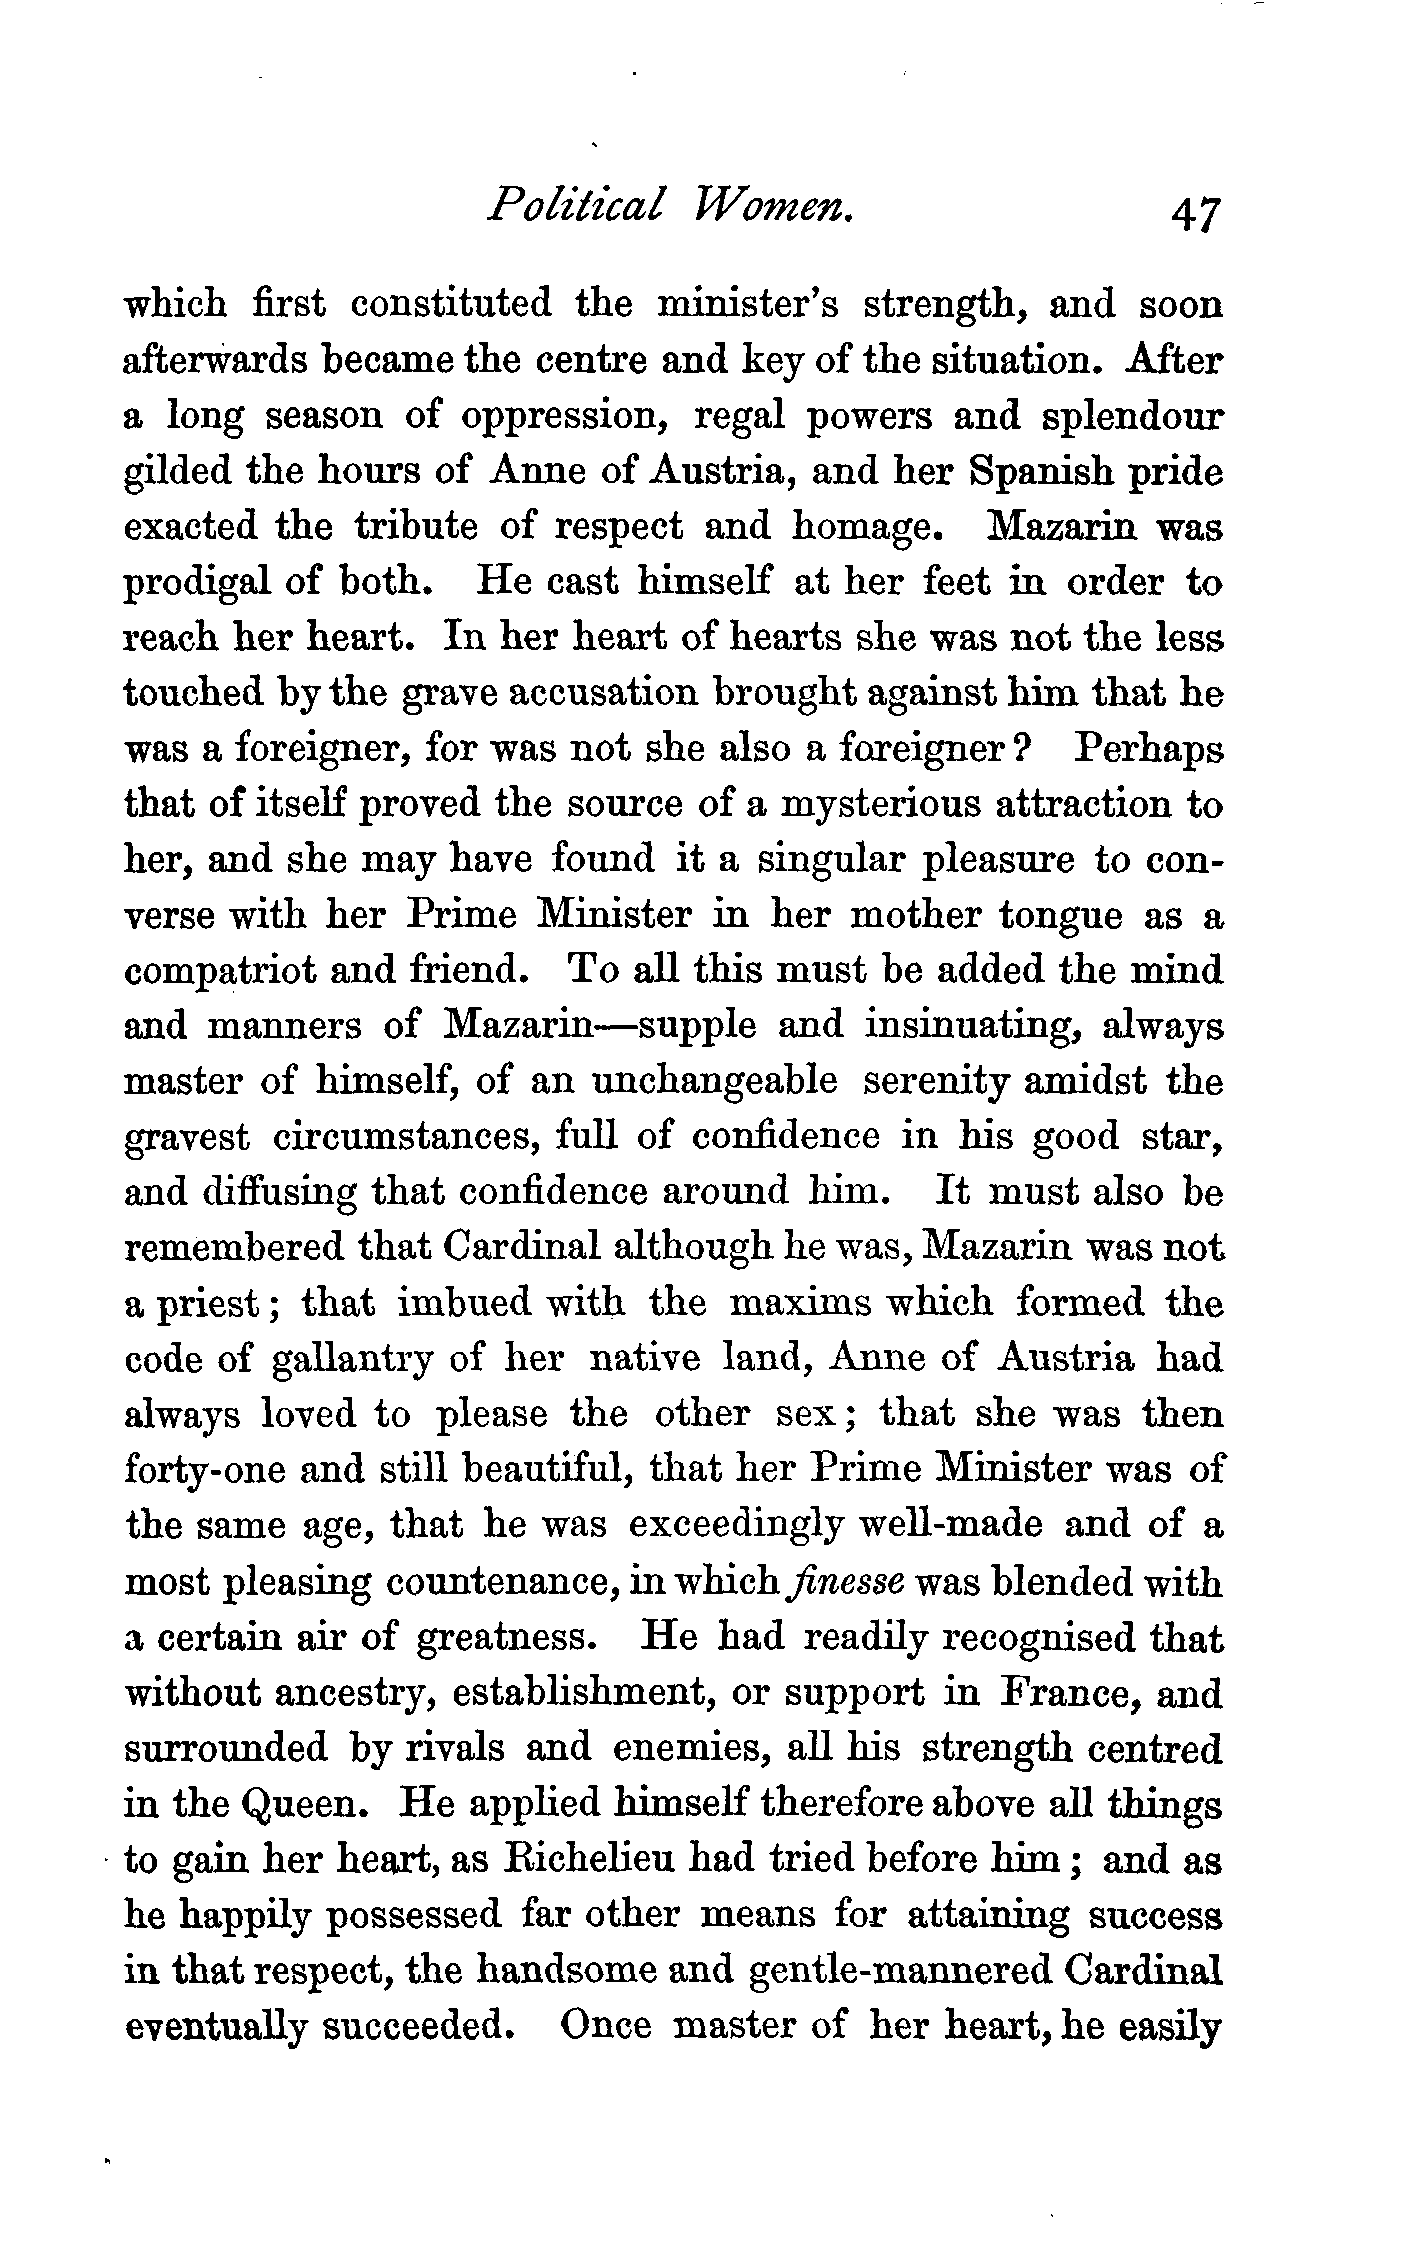 Political Women. 47
which first constituted the minister's strength, and soon
afterwards became the centre and key of the situation. After
a long season of oppression, regal powers and splendour
gilded the hours of Anne of Austria, and her Spanish pride
exacted the tribute of respect and homage. Mazarin was
prodigal of both. He cast himself at her feet in order to
reach her heart. In her heart of hearts she was not the less
touched by the grave accusation brought against him that he
was a foreigner, for was not she also a foreigner? Perhaps
that of itself proved the source of a mysterious attraction to
her, and she may have found it a singular pleasure to con-
verse with her Prime Minister in her mother tongue as a
compatriot and friend. To all this must be added the mind
and manners of Mazarin—supple and insinuating, always
master of himself, of an unchangeable serenity amidst the
gravest circumstances, full of confidence in his good star,
and diffusing that confidence around him. It must also be
remembered that Cardinal although he was, Mazarin was not
a priest; that imbued with the maxims which formed the
code of gallantry of her native land, Anne of Austria had
always loved to please the other sex; that she was then
forty-one and still beautiful, that her Prime Minister was of
the same age, that he was exceedingly well-made and of a
most pleasing countenance, in which finesse was blended with
a certain air of greatness. He had readily recognised that
without ancestry, establishment, or support in France, and
surrounded by rivals and enemies, all his strength centred
in the Queen. He applied himself therefore above all things
to gain her heart, as Richelieu had tried before him; and as
he happily possessed far other means for attaining success
in that respect, the handsome and gentle-mannered Cardinal
eventually succeeded. Once master of her heart, he easily